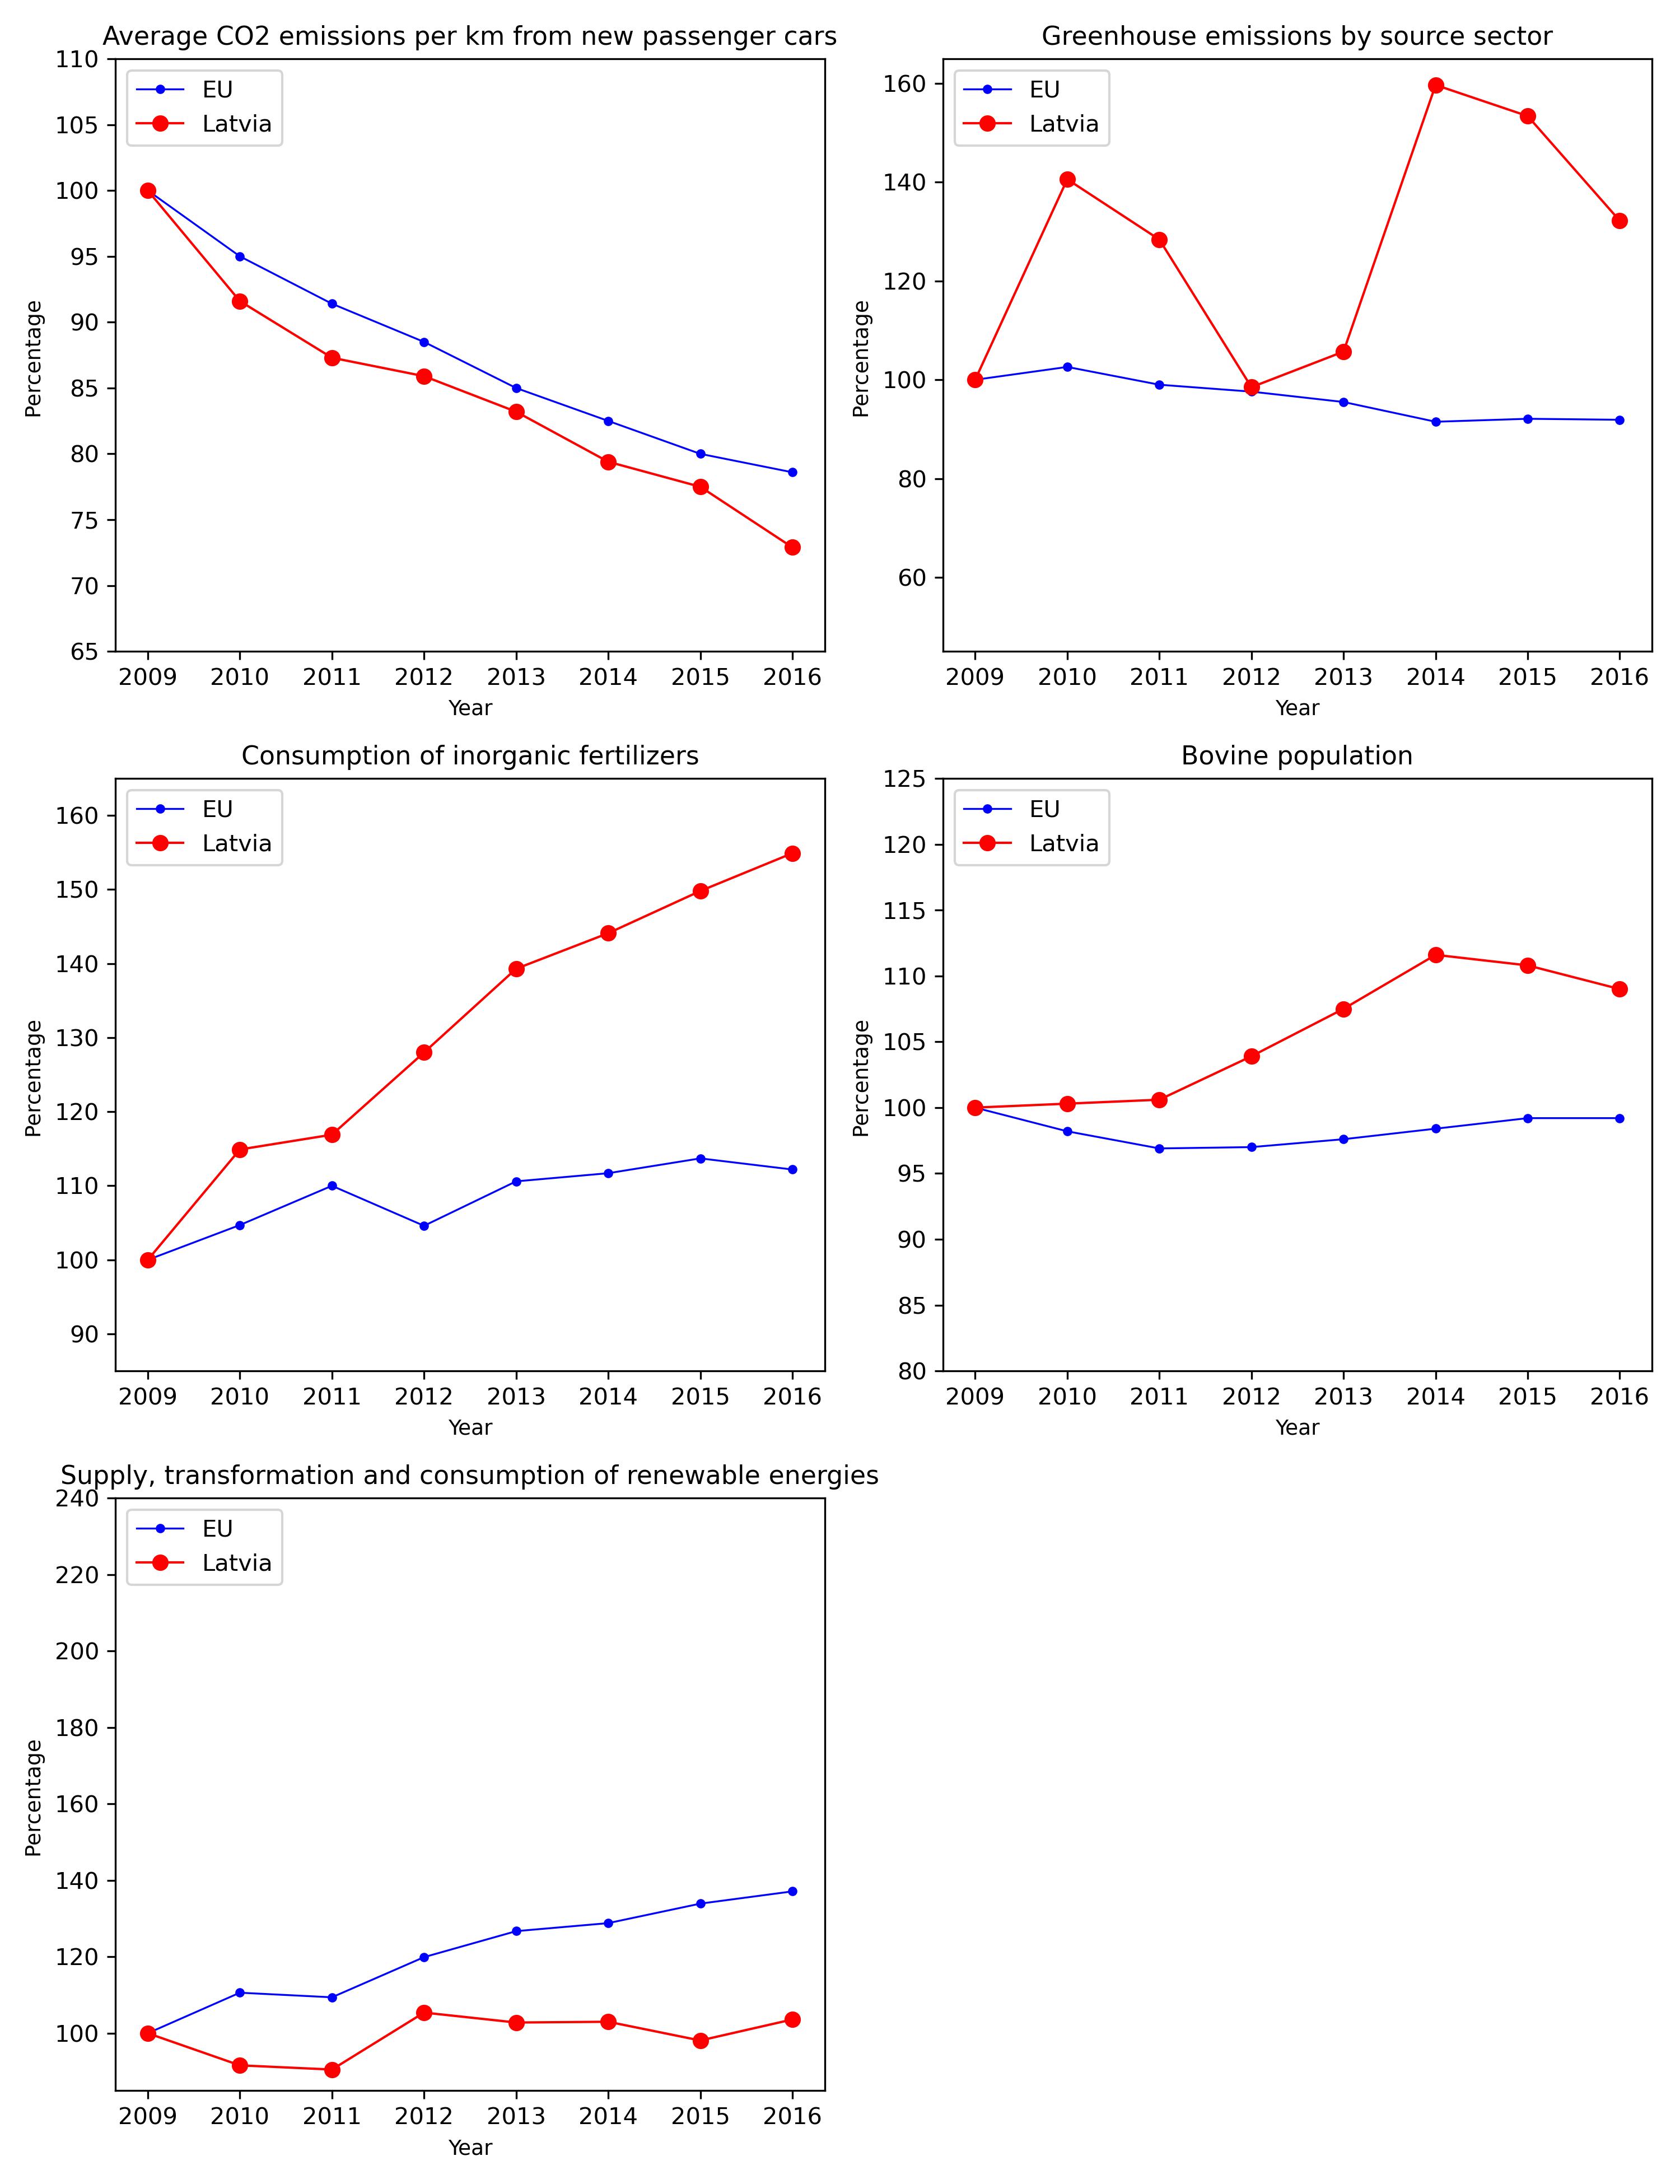 Average CO2 emissions per km from new passenger cars
110
105
100
95
90
85
80
75
70
65
Percentage
EU
Latvia
2009 2010 2011 2012 2013 2014 2015 2016
Year
Greenhouse emissions by source sector
160
140
120
100
80
60
Percentage
EU
Latvia
2009 2010 2011 2012 2013 2014 2015 2016
Year
Consumption of inorganic fertilizers
160
150
140
130
120
110
100
90
Percentage
EU
Latvia
2009 2010 2011 2012 2013 2014 2015 2016
Year
Bovine population
125
120
115
110
105
100
95
90
85
80
Percentage
EU
Latvia
2009 2010 2011 2012 2013 2014 2015 2016
Year
Supply, transformation and consumption of renewable energies
240
220
200
180
160
140
120
100
Percentage
EU
Latvia
2009 2010 2011 2012 2013 2014 2015 2016
Year